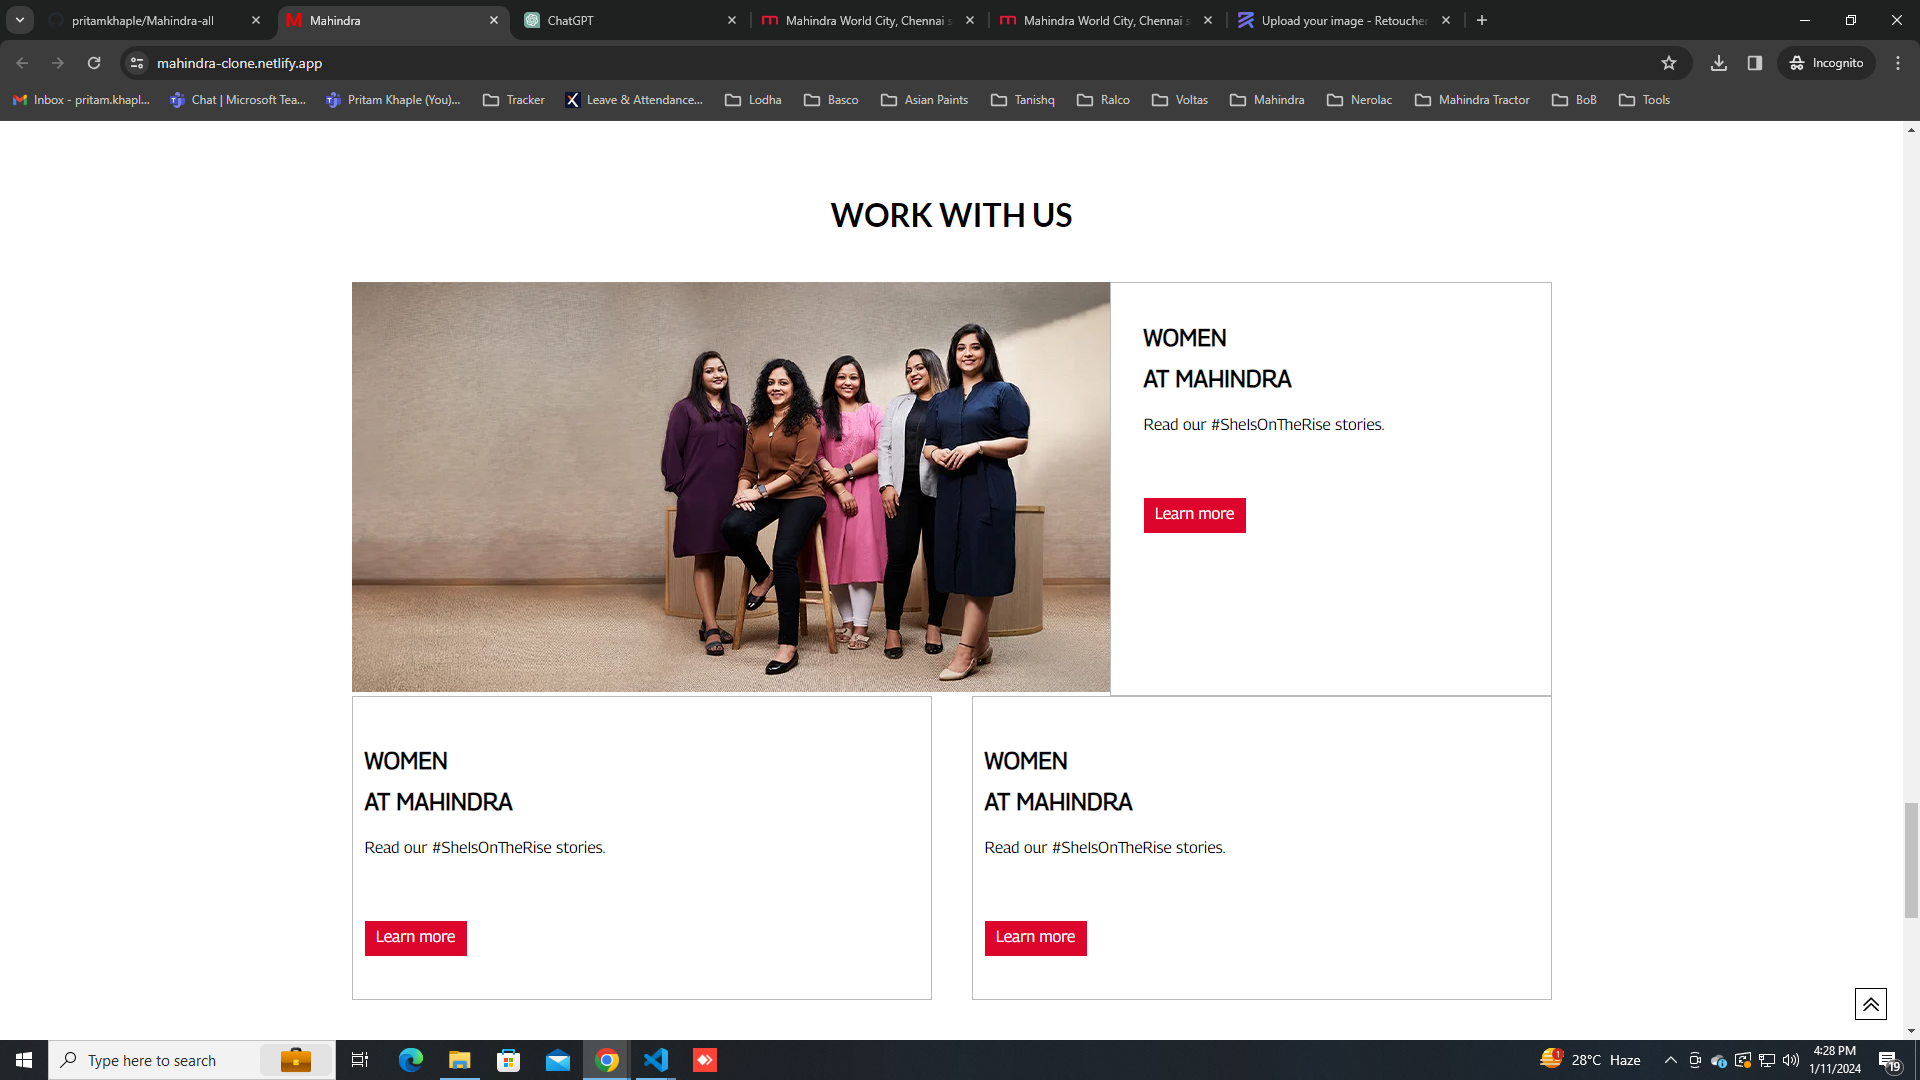 pritamkhaple/Mahindra-all
Mahindra
ChatGPT
Mahindra World City, Chennai
Mahindra World City, Chennai
Upload your image - Retoucher
mahindra-clone.netlify.app
Incognito
Inbox - pritam.khapl...
Chat | Microsoft Tea...
Pritam Khaple (You)...
Tracker
Leave & Attendance...
Lodha
Basco
Asian Paints
Tanishq
Ralco
Voltas
Mahindra
Nerolac
Mahindra Tractor
BoB
Tools
WORK WITH US
WOMEN
AT MAHINDRA
Read our #SheIsOnTheRise stories.
Learn more
WOMEN
AT MAHINDRA
Read our #SheIsOnTheRise stories.
Learn more
WOMEN
AT MAHINDRA
Read our #SheIsOnTheRise stories.
Learn more
Type here to search
28°C Haze
4:28 PM
1/11/2024
19